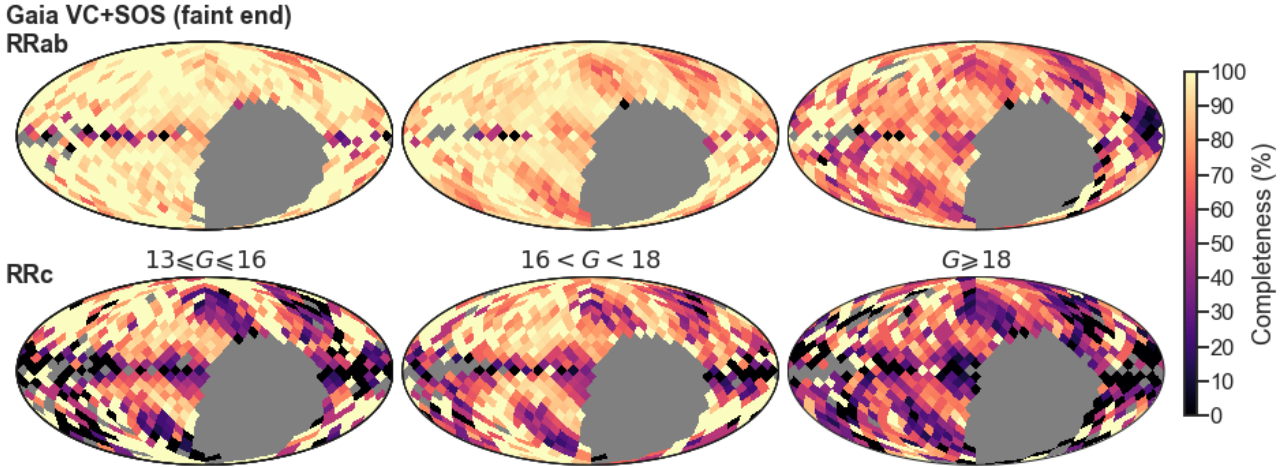 Gaia VC+SOS (faint end)
RRab
100
90
80
70
60
50
40
30
20
10
0
Completeness (%)
13⩽G⩽16
16 < G < 18
G⩾18
RRc